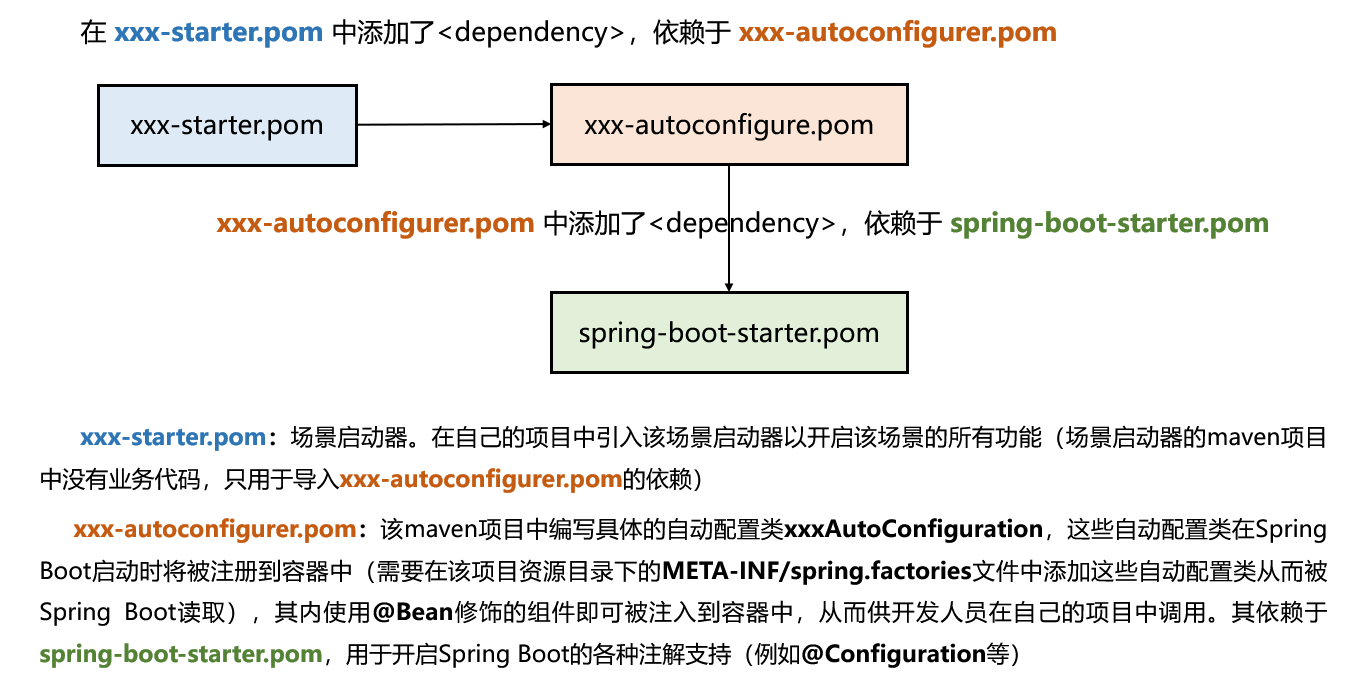 在 xxx-starter.pom 中添加了<dependency>，依赖于 xxx-autoconfigurer.pom
xxx-starter.pom
xxx-autoconfigure.pom
xxx-autoconfigurer.pom 中添加了<dependency>，依赖于 spring-boot-starter.pom
spring-boot-starter.pom
xxx-starter.pom：场景启动器。在自己的项目中引入该场景启动器以开启该场景的所有功能（场景启动器的maven项目
中没有业务代码，只用于导入xxx-autoconfigurer.pom的依赖）
xxx-autoconfigurer.pom：该maven项目中编写具体的自动配置类xxxAutoConfiguration，这些自动配置类在Spring
Boot启动时将被注册到容器中（需要在该项目资源目录下的META-INF/spring.factories文件中添加这些自动配置类从而被
Spring Boot读取），其内使用@Bean修饰的组件即可被注入到容器中，从而供开发人员在自己的项目中调用。其依赖于
spring-boot-starter.pom，用于开启Spring Boot的各种注解支持（例如@Configuration等）